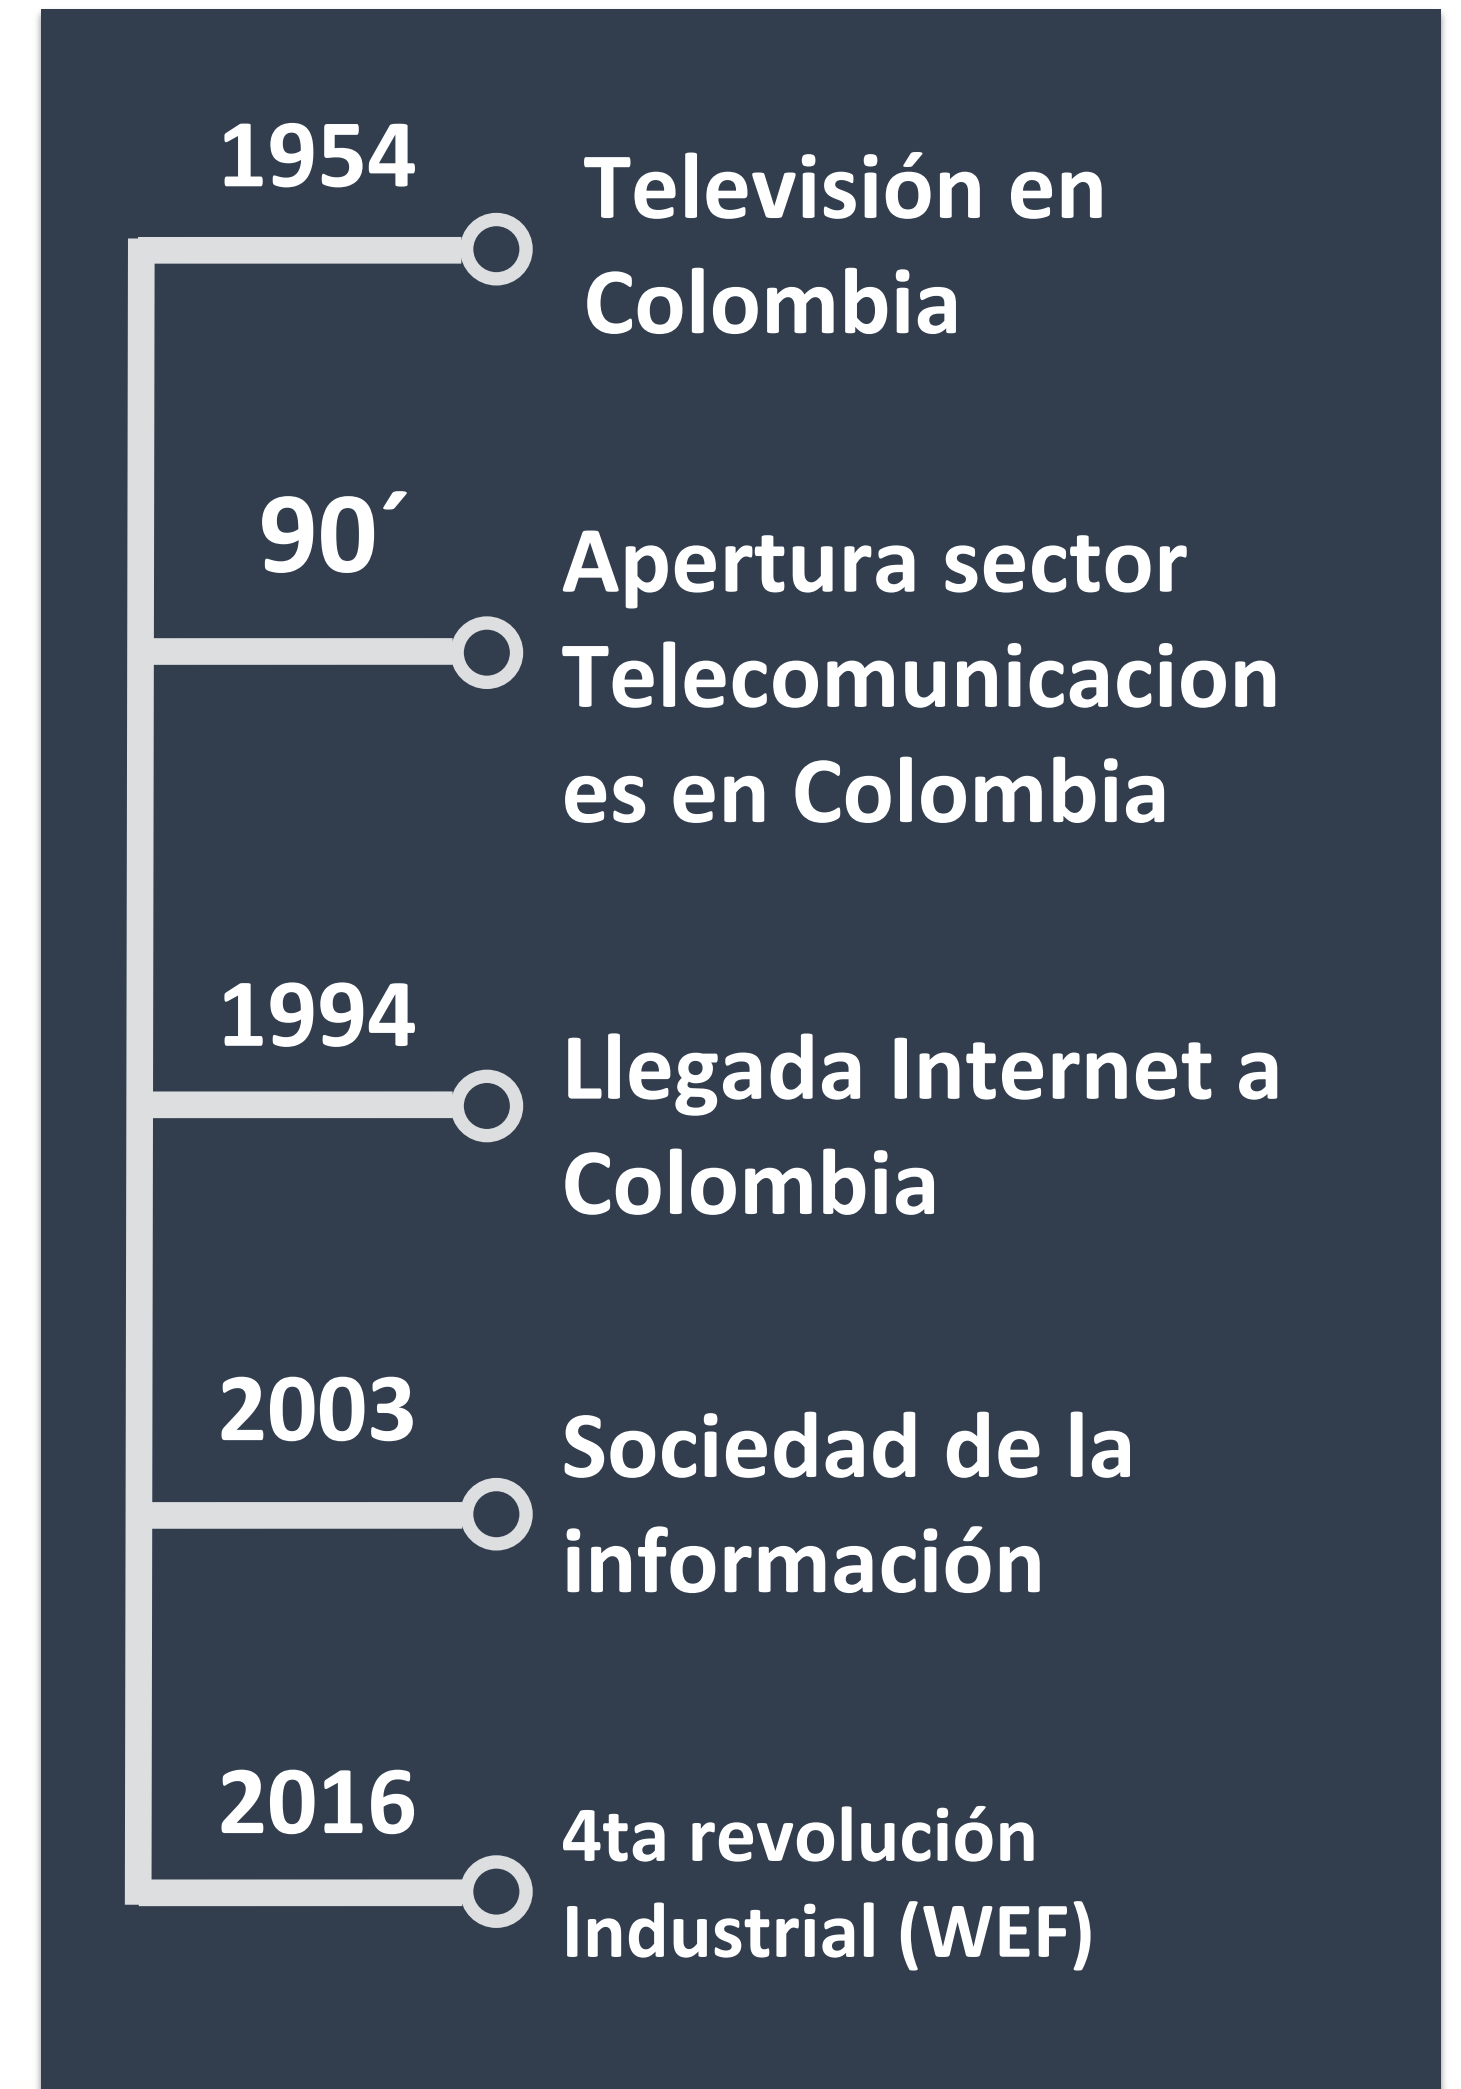 1954
Televisión en
Colombia
90´
Apertura sector
Telecomunicacion
es en Colombia
1994
Llegada Internet a
Colombia
2003
Sociedad de la
información
2016
4ta revolución
Industrial (WEF)